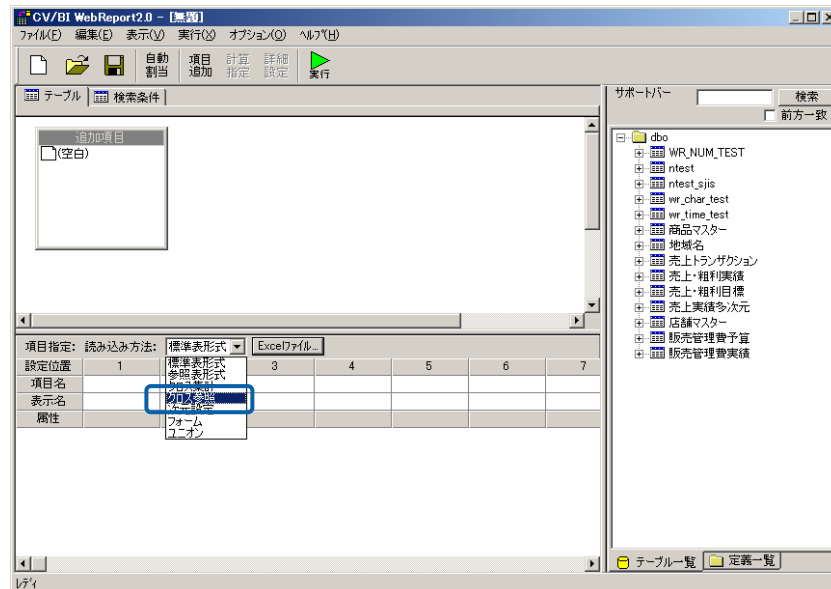 CV/BI WebReport2.0 - [無題]
ﾌｧｲﾙ(F) 編集(E) 表示(V) 実行(X) オプション(O) ﾍﾙﾌﾟ(H)
自動割当 項目追加 計算指定 詳細設定 実行
テーブル 検索条件
追加項目
(空白)
サポートバー 検索
前方一致
dbo
WR_NUM_TEST
ntest
ntest_sjis
wr_char_test
wr_time_test
商品マスター
地域名
売上トランザクション
売上・粗利実績
売上・粗利目標
売上実績多次元
店舗マスター
販売管理費予算
販売管理費実績
項目指定: 読み込み方法: 標準表形式 Excelﾌｧｲﾙ...
設定位置 1 3 4 5 6 7
項目名
表示名
属性
標準表形式
参照表形式
クロス集計
クロス参照
次元設定
フォーム
ユニオン
テーブル一覧 定義一覧
ﾚﾃﾞｨ